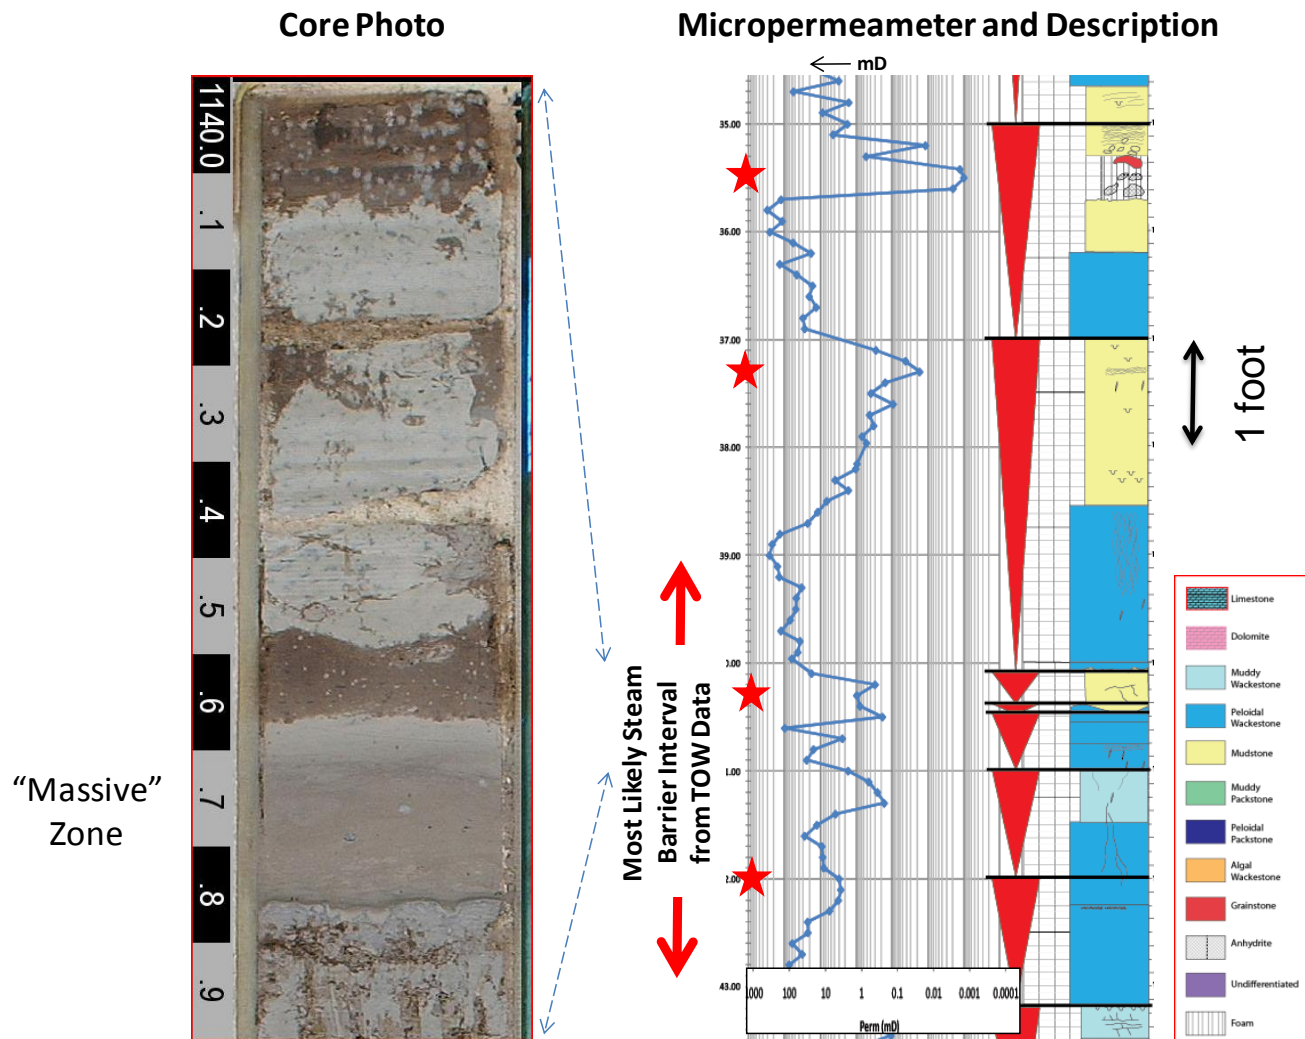 Core Photo
Micropermeameter and Description
mD
1140.0
.1
.2
.3
.4
.5
.6
.7
.8
.9
“Massive”
Zone
Most Likely Steam
Barrier Interval
from TOW Data
35.00
36.00
37.00
38.00
39.00
0.00
1.00
2.00
43.00
1000 100 10 1 0.1 0.01 0.001 0.0001
Perm (mD)
1 foot
Limestone
Dolomite
Muddy
Wackestone
Peloidal
Wackestone
Mudstone
Muddy
Packstone
Peloidal
Packstone
Algal
Wackestone
Grainstone
Anhydrite
Undifferentiated
Foam